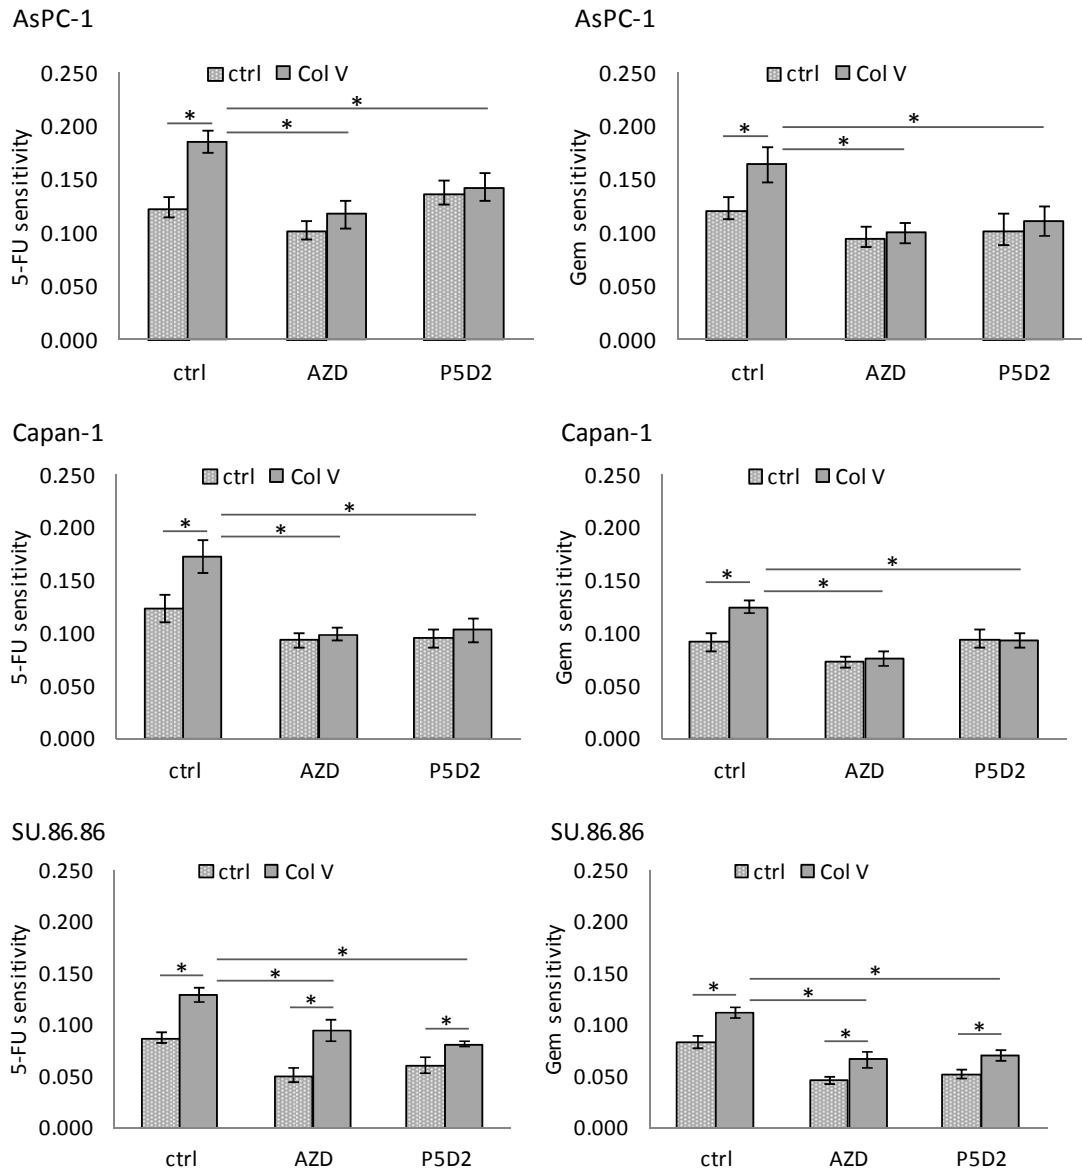 AsPC-1
5-FU sensitivity
ctrl Col V
0.250
0.200
0.150
0.100
0.050
0.000
* * *
ctrl AZD P5D2
AsPC-1
Gem sensitivity
ctrl Col V
0.250
0.200
0.150
0.100
0.050
0.000
* * *
ctrl AZD P5D2
Capan-1
5-FU sensitivity
ctrl Col V
0.250
0.200
0.150
0.100
0.050
0.000
* * *
ctrl AZD P5D2
Capan-1
Gem sensitivity
ctrl Col V
0.250
0.200
0.150
0.100
0.050
0.000
* * *
ctrl AZD P5D2
SU.86.86
5-FU sensitivity
ctrl Col V
0.250
0.200
0.150
0.100
0.050
0.000
* * * * *
ctrl AZD P5D2
SU.86.86
Gem sensitivity
ctrl Col V
0.250
0.200
0.150
0.100
0.050
0.000
* * * * *
ctrl AZD P5D2